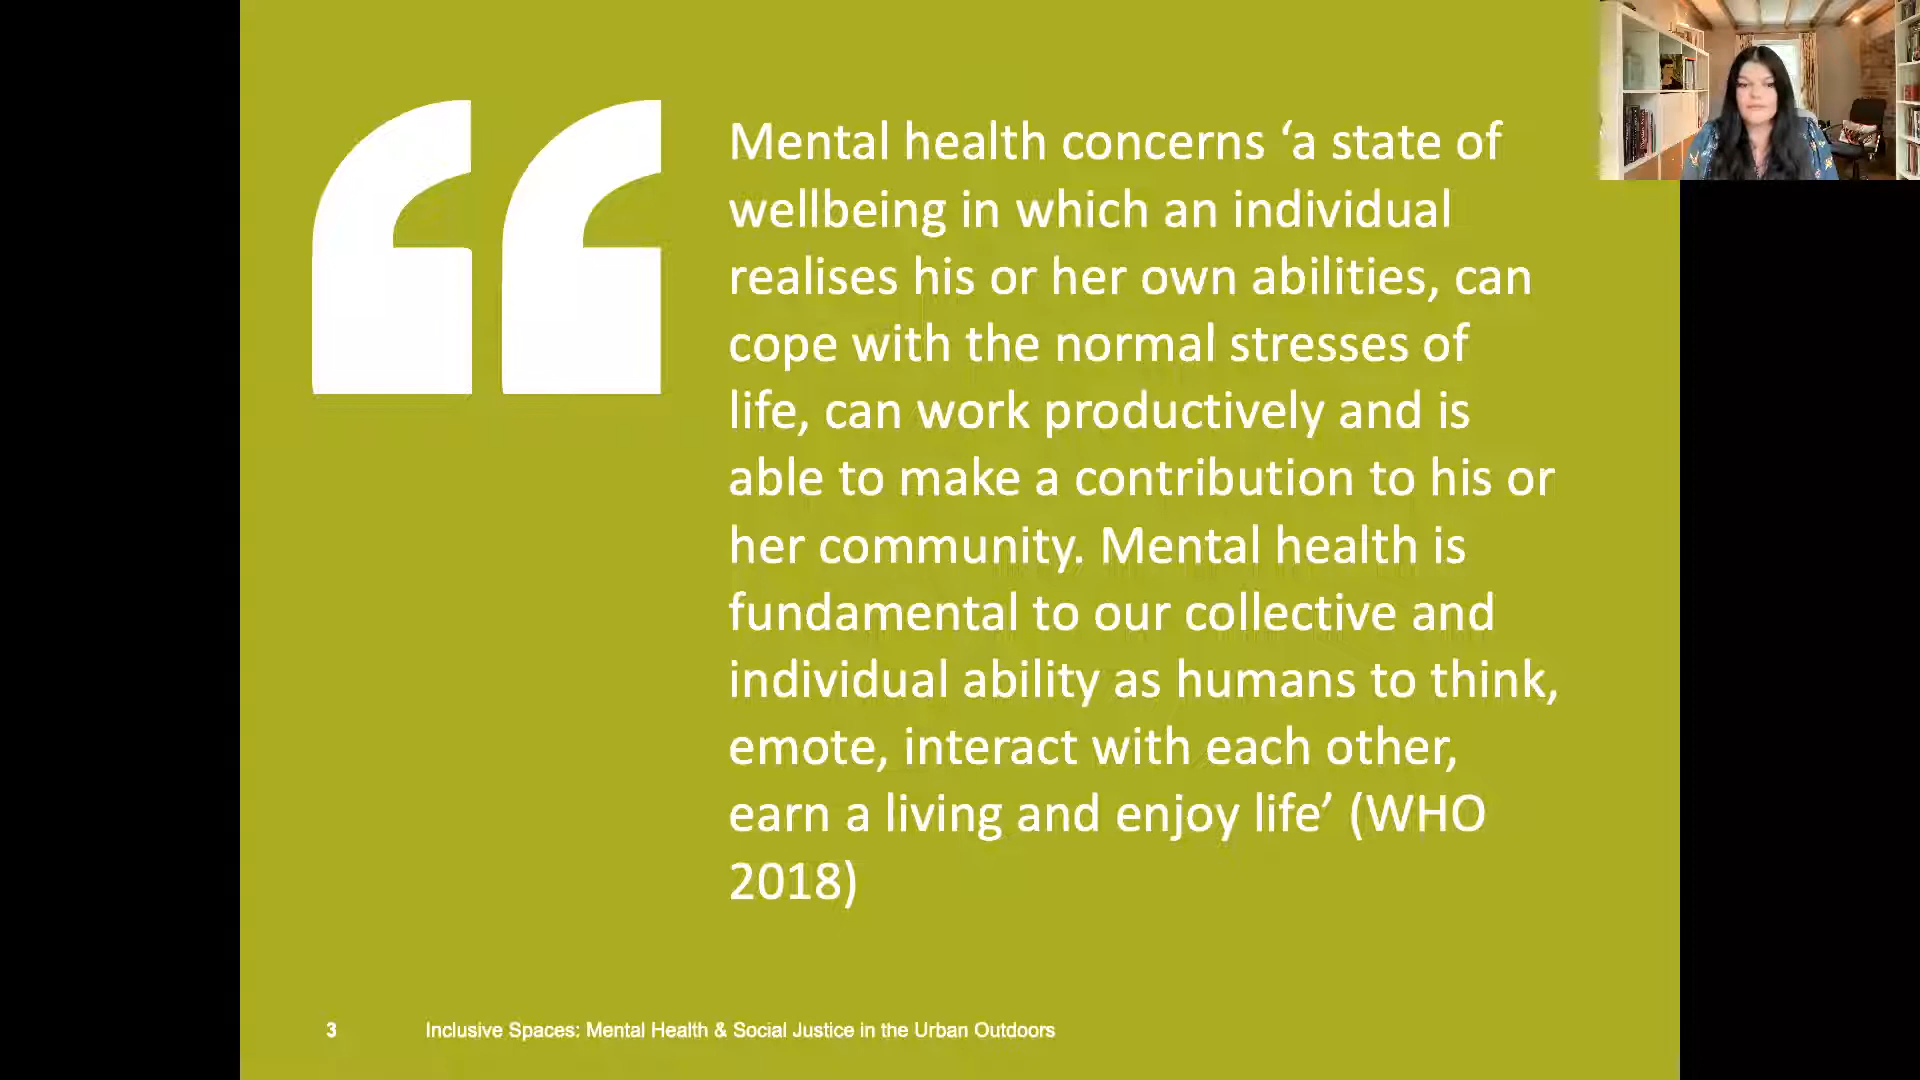 Mental health concerns ‘a state of
wellbeing in which an individual
realises his or her own abilities, can
cope with the normal stresses of
life, can work productively and is
able to make a contribution to his or
her community. Mental health is
fundamental to our collective and
individual ability as humans to think,
emote, interact with each other,
earn a living and enjoy life’ (WHO
2018)
3 Inclusive Spaces: Mental Health & Social Justice in the Urban Outdoors